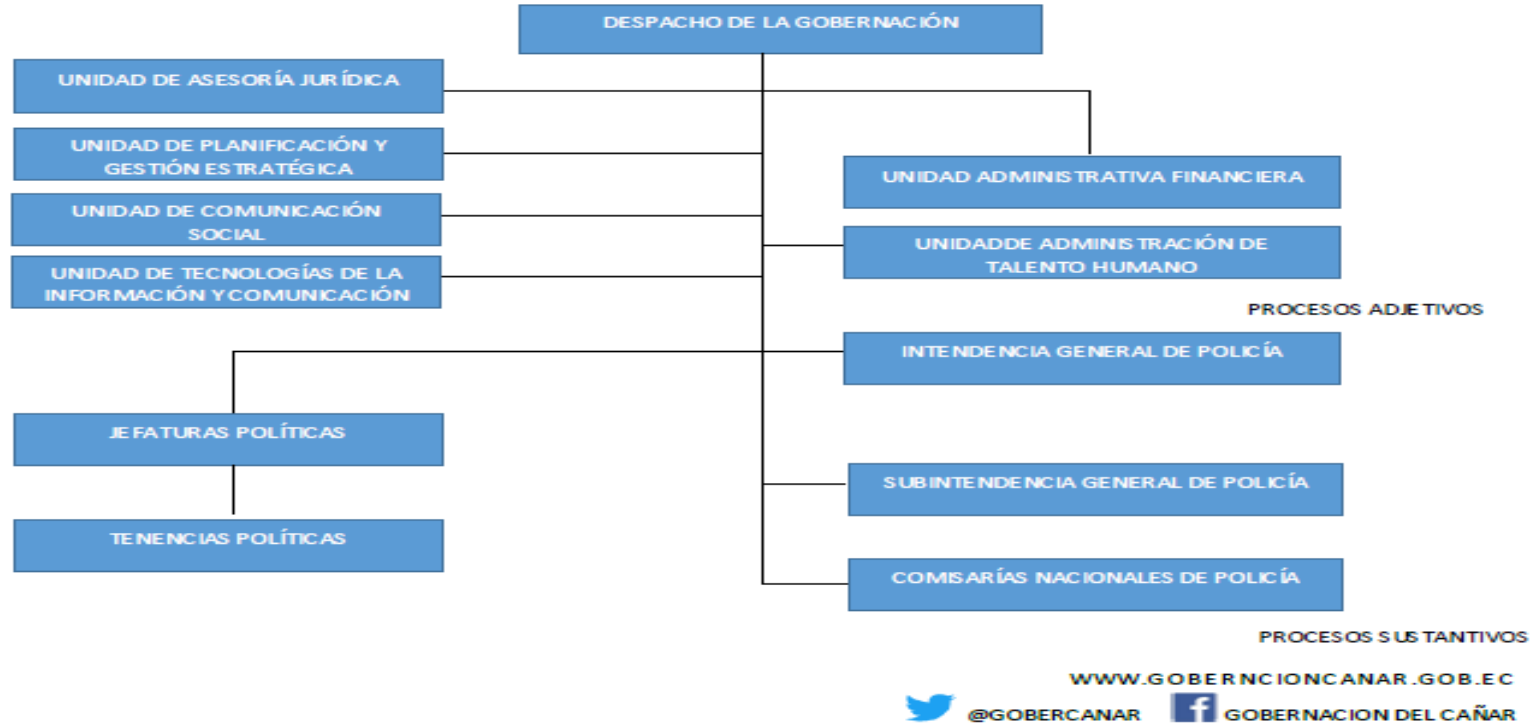 DESPACHO DE LA GOBERNACIÓN
UNIDAD DE ASESORÍA JURÍDICA
UNIDAD DE PLANIFICACIÓN Y
GESTIÓN ESTRATÉGICA
UNIDAD DE COMUNICACIÓN
SOCIAL
UNIDAD DE TECNOLOGÍAS DE LA
INFORMACIÓN Y COMUNICACIÓN
UNIDAD ADMINISTRATIVA FINANCIERA
UNIDADDE ADMINISTRACIÓN DE
TALENTO HUMANO
PROCESOS ADJETIVOS
INTENDENCIA GENERAL DE POLICÍA
JEFATURAS POLÍTICAS
SUBINTENDENCIA GENERAL DE POLICÍA
TENENCIAS POLÍTICAS
COMISARÍAS NACIONALES DE POLICÍA
PROCESOS SUSTANTIVOS
WWW.GOBERNCIONCANAR.GOB.EC
@GOBERCANAR f GOBERNACION DEL CAÑAR